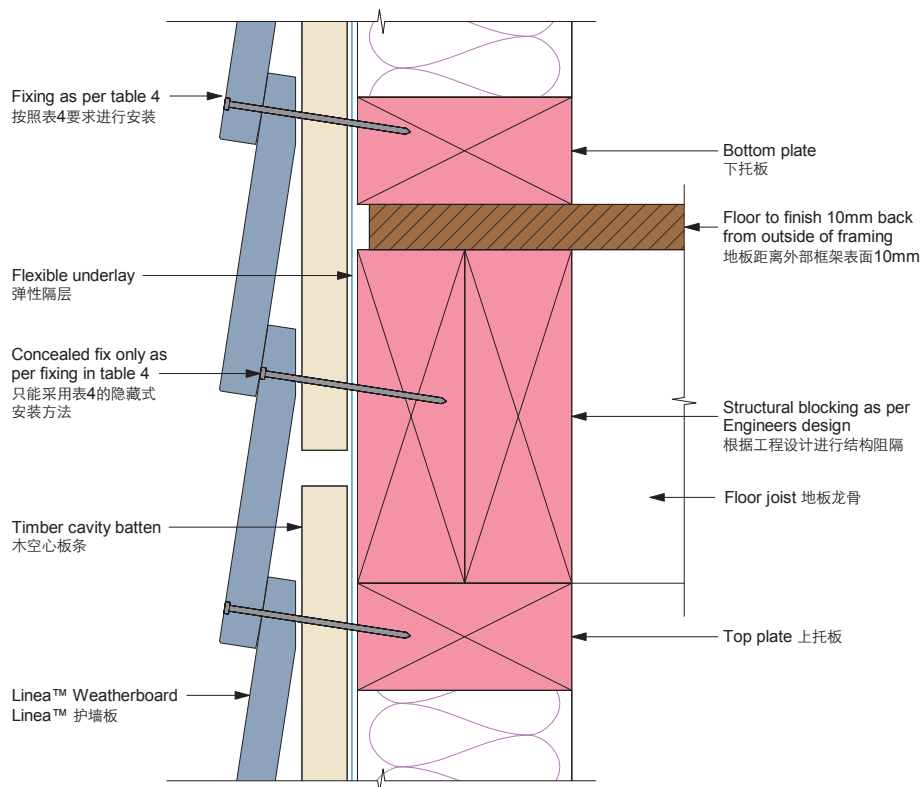 Fixing as per table 4
按照表4要求进行安装
Flexible underlay
弹性隔层
Concealed fix only as
per fixing in table 4
只能采用表4的隐藏式
安装方法
Timber cavity batten
木空心板条
Linea™ Weatherboard
Linea™ 护墙板
Bottom plate
下托板
Floor to finish 10mm back
from outside of framing
地板距离外部框架表面10mm
Structural blocking as per
Engineers design
根据工程设计进行结构阻隔
Floor joist 地板龙骨
Top plate 上托板